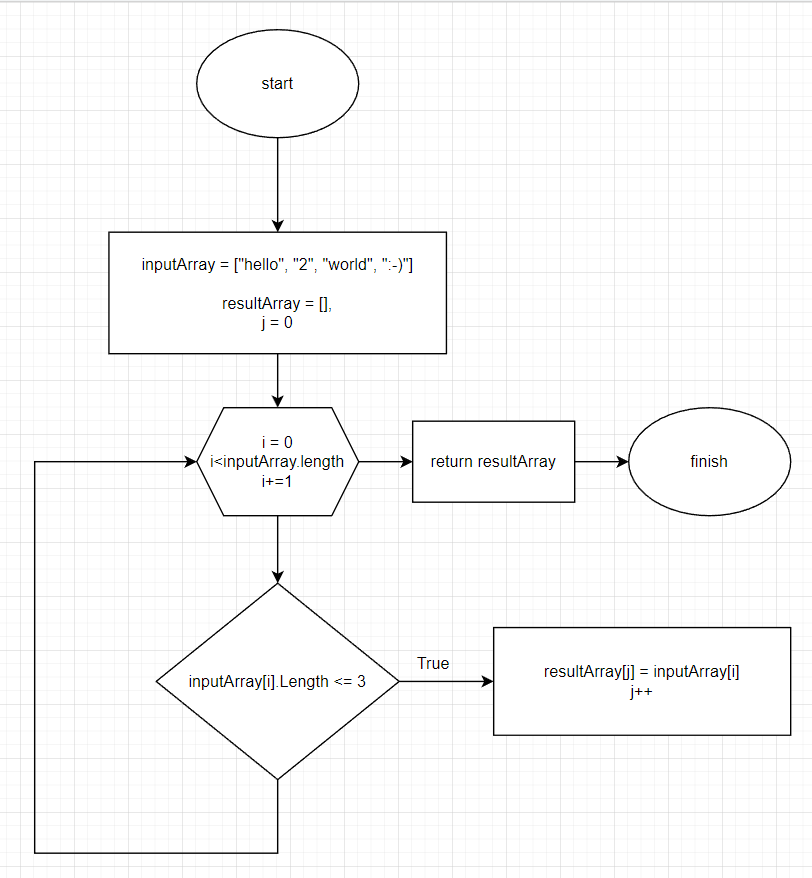 start
inputArray = ["hello", "2", "world", ":-)"]
resultArray = [],
j = 0
i = 0
i<inputArray.length
i+=1
return resultArray
finish
inputArray[i].Length <= 3
True
resultArray[j] = inputArray[i]
j++